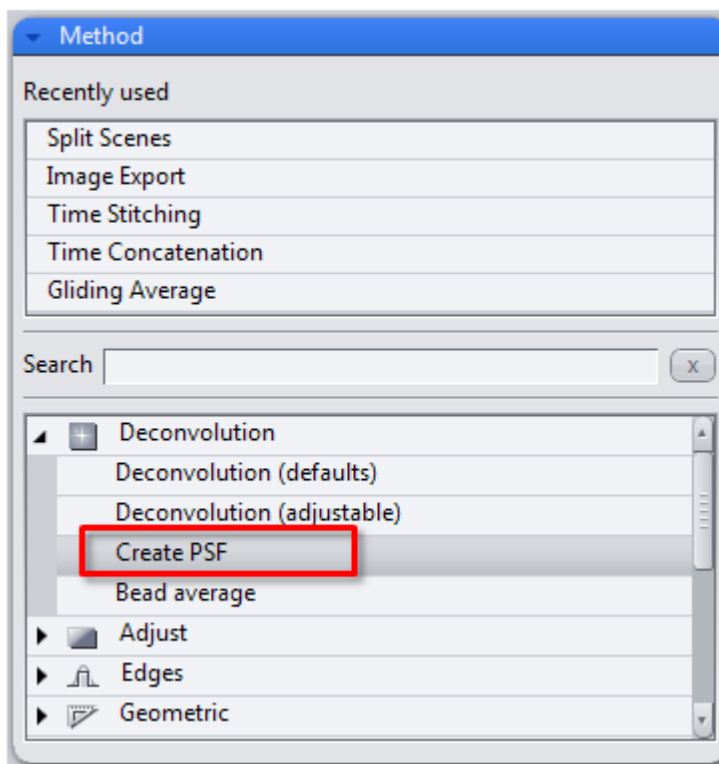 Method
Recently used
Split Scenes
Image Export
Time Stitching
Time Concatenation
Gliding Average
Search
x
Deconvolution
Deconvolution (defaults)
Deconvolution (adjustable)
Create PSF
Bead average
Adjust
Edges
Geometric